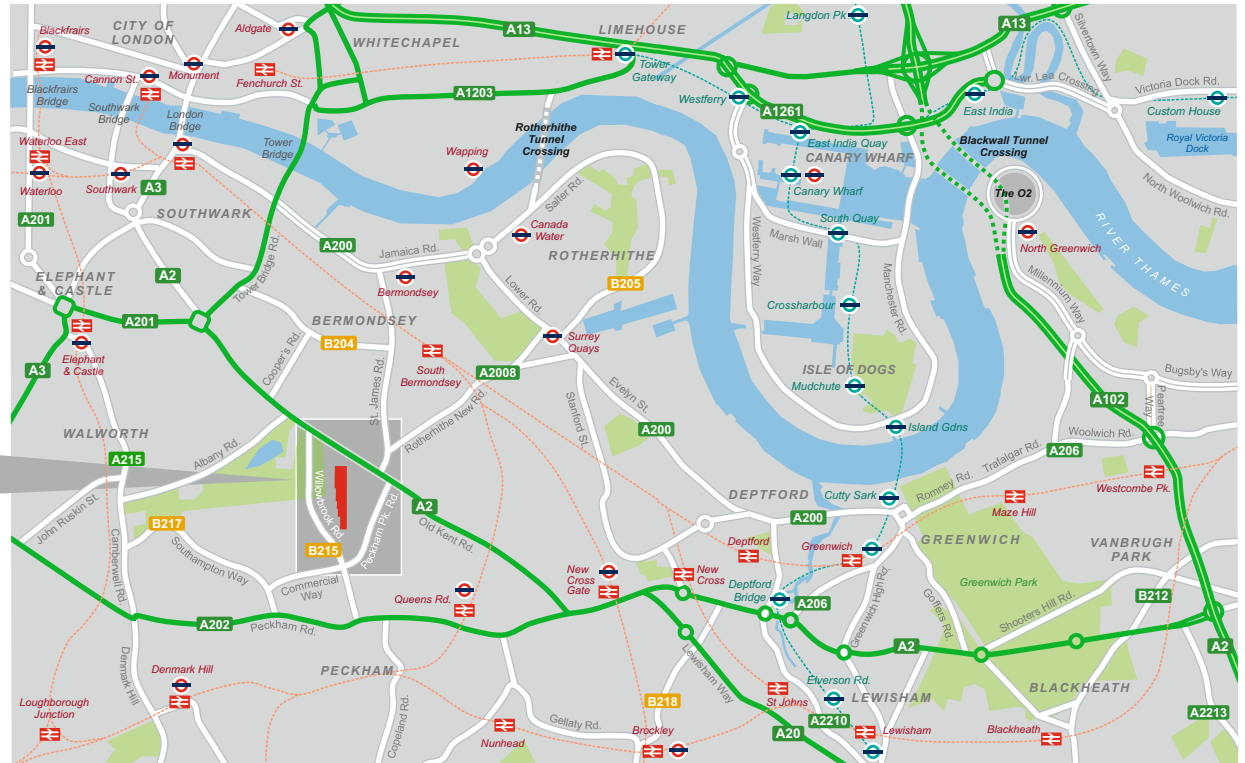 Blackfrairs
CITY OF
LONDON
Aldgate
WHITECHAPEL
A13
LIMEHOUSE
Langdon Pk
A13
Silvertown Way
Cannon St.
Monument
Fenchurch St.
Tower
Gateway
Lwr. Lea Crossing
Victoria Dock Rd.
Blackfrairs
Bridge
Southwark
Bridge
London
Bridge
A1203
Westferry
A1261
East India
Custom House
Waterloo East
Tower
Bridge
Wapping
Rotherhithe
Tunnel
Crossing
East India Quay
CANARY WHARF
Blackwall Tunnel
Crossing
Royal Victoria
Dock
Waterloo
Southwark
A3
Salter Rd.
Canary Wharf
The O2
North Woolwich Rd.
A201
SOUTHWARK
A200
Jamaica Rd.
Canada
Water
Westferry Way
South Quay
Marsh Wall
North Greenwich
RIVER THAMES
ELEPHANT
& CASTLE
A2
Tower Bridge Rd.
Bermondsey
ROTHERHITHE
B205
Lower Rd.
Manchester Rd.
Millennium Way
Crossharbour
A201
BERMONDSEY
B204
Cooper's Rd.
Surrey
Quays
Elephant
& Castle
A3
St. James Rd.
South
Bermondsey
A2008
Evelyn St.
ISLE OF DOGS
Mudchute
Bugsby's Way
A102
Peartree
Way
Rotherhithe New Rd.
Stanford St.
A200
Island Gdns
WALWORTH
A215
Albany Rd.
Woolwich Rd.
A206
Trafalgar Rd.
Romney Rd.
Westcombe Pk.
Willowbrook Rd.
Peckham Pk. Rd.
John Ruskin St.
A2
Old Kent Rd.
DEPTFORD
Cutty Sark
Maze Hill
B217
Camberwell Rd.
Southampton Way
B215
Commercial
Way
A200
Deptford
Greenwich
GREENWICH
VANBRUGH
PARK
Queens Rd.
New
Cross
Gate
New
Cross
Deptford
Bridge
A206
Greenwich High Rd.
Goffers Rd.
Greenwich Park
Shooters Hill Rd.
B212
A202
Peckham Rd.
A2
A2
Denmark Hill
Denmark Hill
PECKHAM
Copeland Rd.
Lewisham Way
Elverson Rd.
St Johns
LEWISHAM
BLACKHEATH
Loughborough
Junction
Nunhead
Gellaty Rd.
B218
Brockley
A20
A2210
Lewisham
Blackheath
A2213